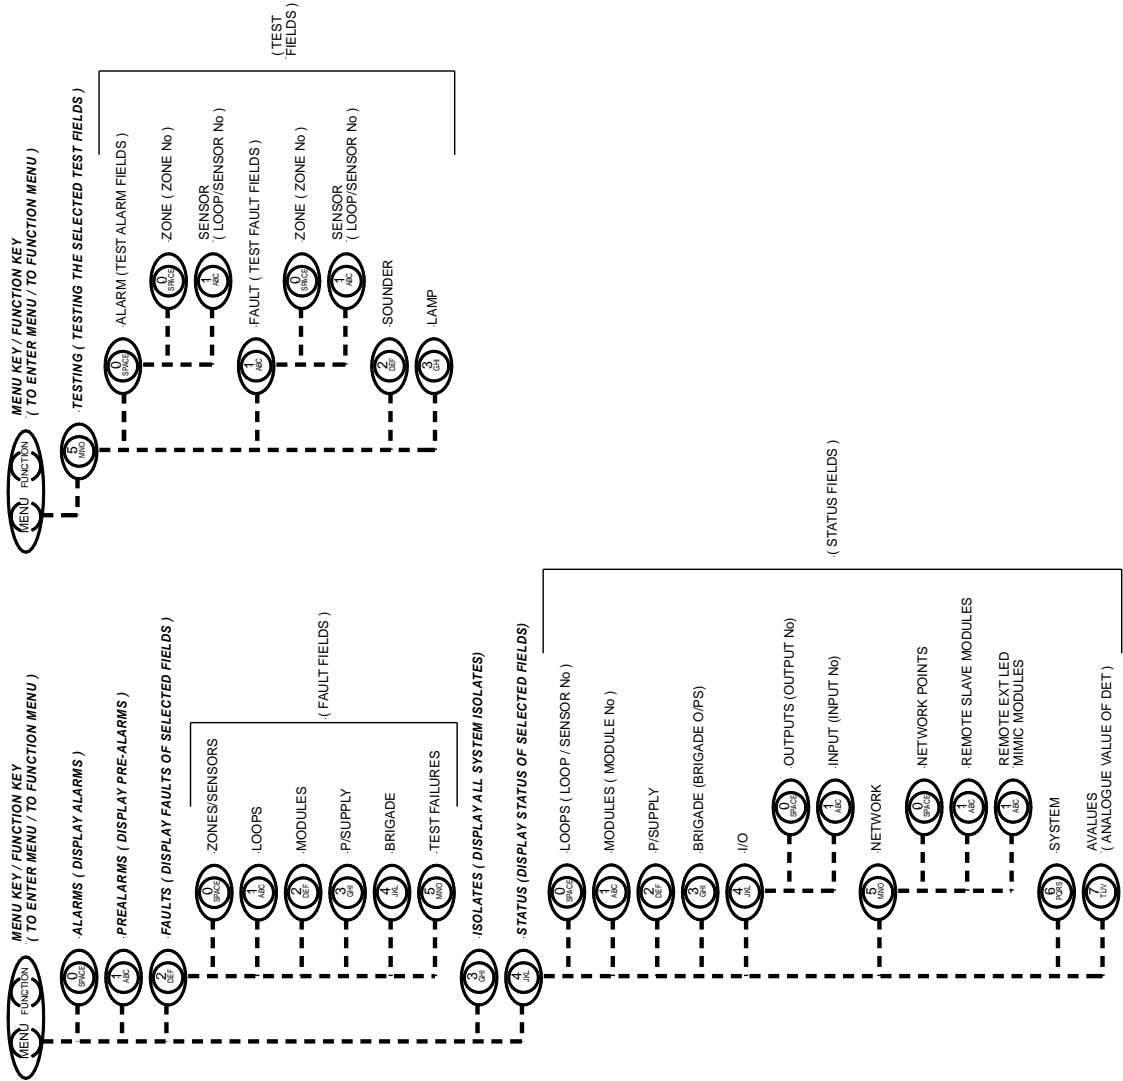 MENU FUNCTION
MENU KEY / FUNCTION KEY
( TO ENTER MENU / TO FUNCTION MENU )
0 SPACE
ALARMS ( DISPLAY ALARMS )
1 ABC
PREALARMS ( DISPLAY PRE-ALARMS )
2 DEF
FAULTS (DISPLAY FAULTS OF SELECTED FIELDS )
0 SPACE
ZONES/SENSORS
1 ABC
LOOPS
2 DEF
MODULES
3 GHI
P/SUPPLY
4 JKL
BRIGADE
5 MNO
TEST FAILURES
( FAULT FIELDS )
3 GHI
ISOLATES ( DISPLAY ALL SYSTEM ISOLATES)
4 JKL
STATUS (DISPLAY STATUS OF SELECTED FIELDS)
0 SPACE
LOOPS ( LOOP / SENSOR No )
1 ABC
MODULES ( MODULE No )
2 DEF
P/SUPPLY
3 GHI
BRIGADE (BRIGADE O/PS)
4 JKL
I/O
0 SPACE
OUTPUTS (OUTPUT No)
1 ABC
INPUT (INPUT No)
5 MNO
NETWORK
0 SPACE
NETWORK POINTS
1 ABC
REMOTE SLAVE MODULES
1 ABC
REMOTE EXT LED
MIMIC MODULES
6 PQRS
SYSTEM
7 TUV
AVALUES
( ANALOGUE VALUE OF DET )
( STATUS FIELDS )
MENU FUNCTION
MENU KEY / FUNCTION KEY
( TO ENTER MENU / TO FUNCTION MENU )
5 MNO
TESTING ( TESTING THE SELECTED TEST FIELDS )
0 SPACE
ALARM (TEST ALARM FIELDS )
0 SPACE
ZONE ( ZONE No )
1 ABC
SENSOR
( LOOP/SENSOR No )
1 ABC
FAULT ( TEST FAULT FIELDS )
0 SPACE
ZONE ( ZONE No )
1 ABC
SENSOR
( LOOP/SENSOR No )
2 DEF
SOUNDER
3 GHI
LAMP
( TEST
FIELDS )